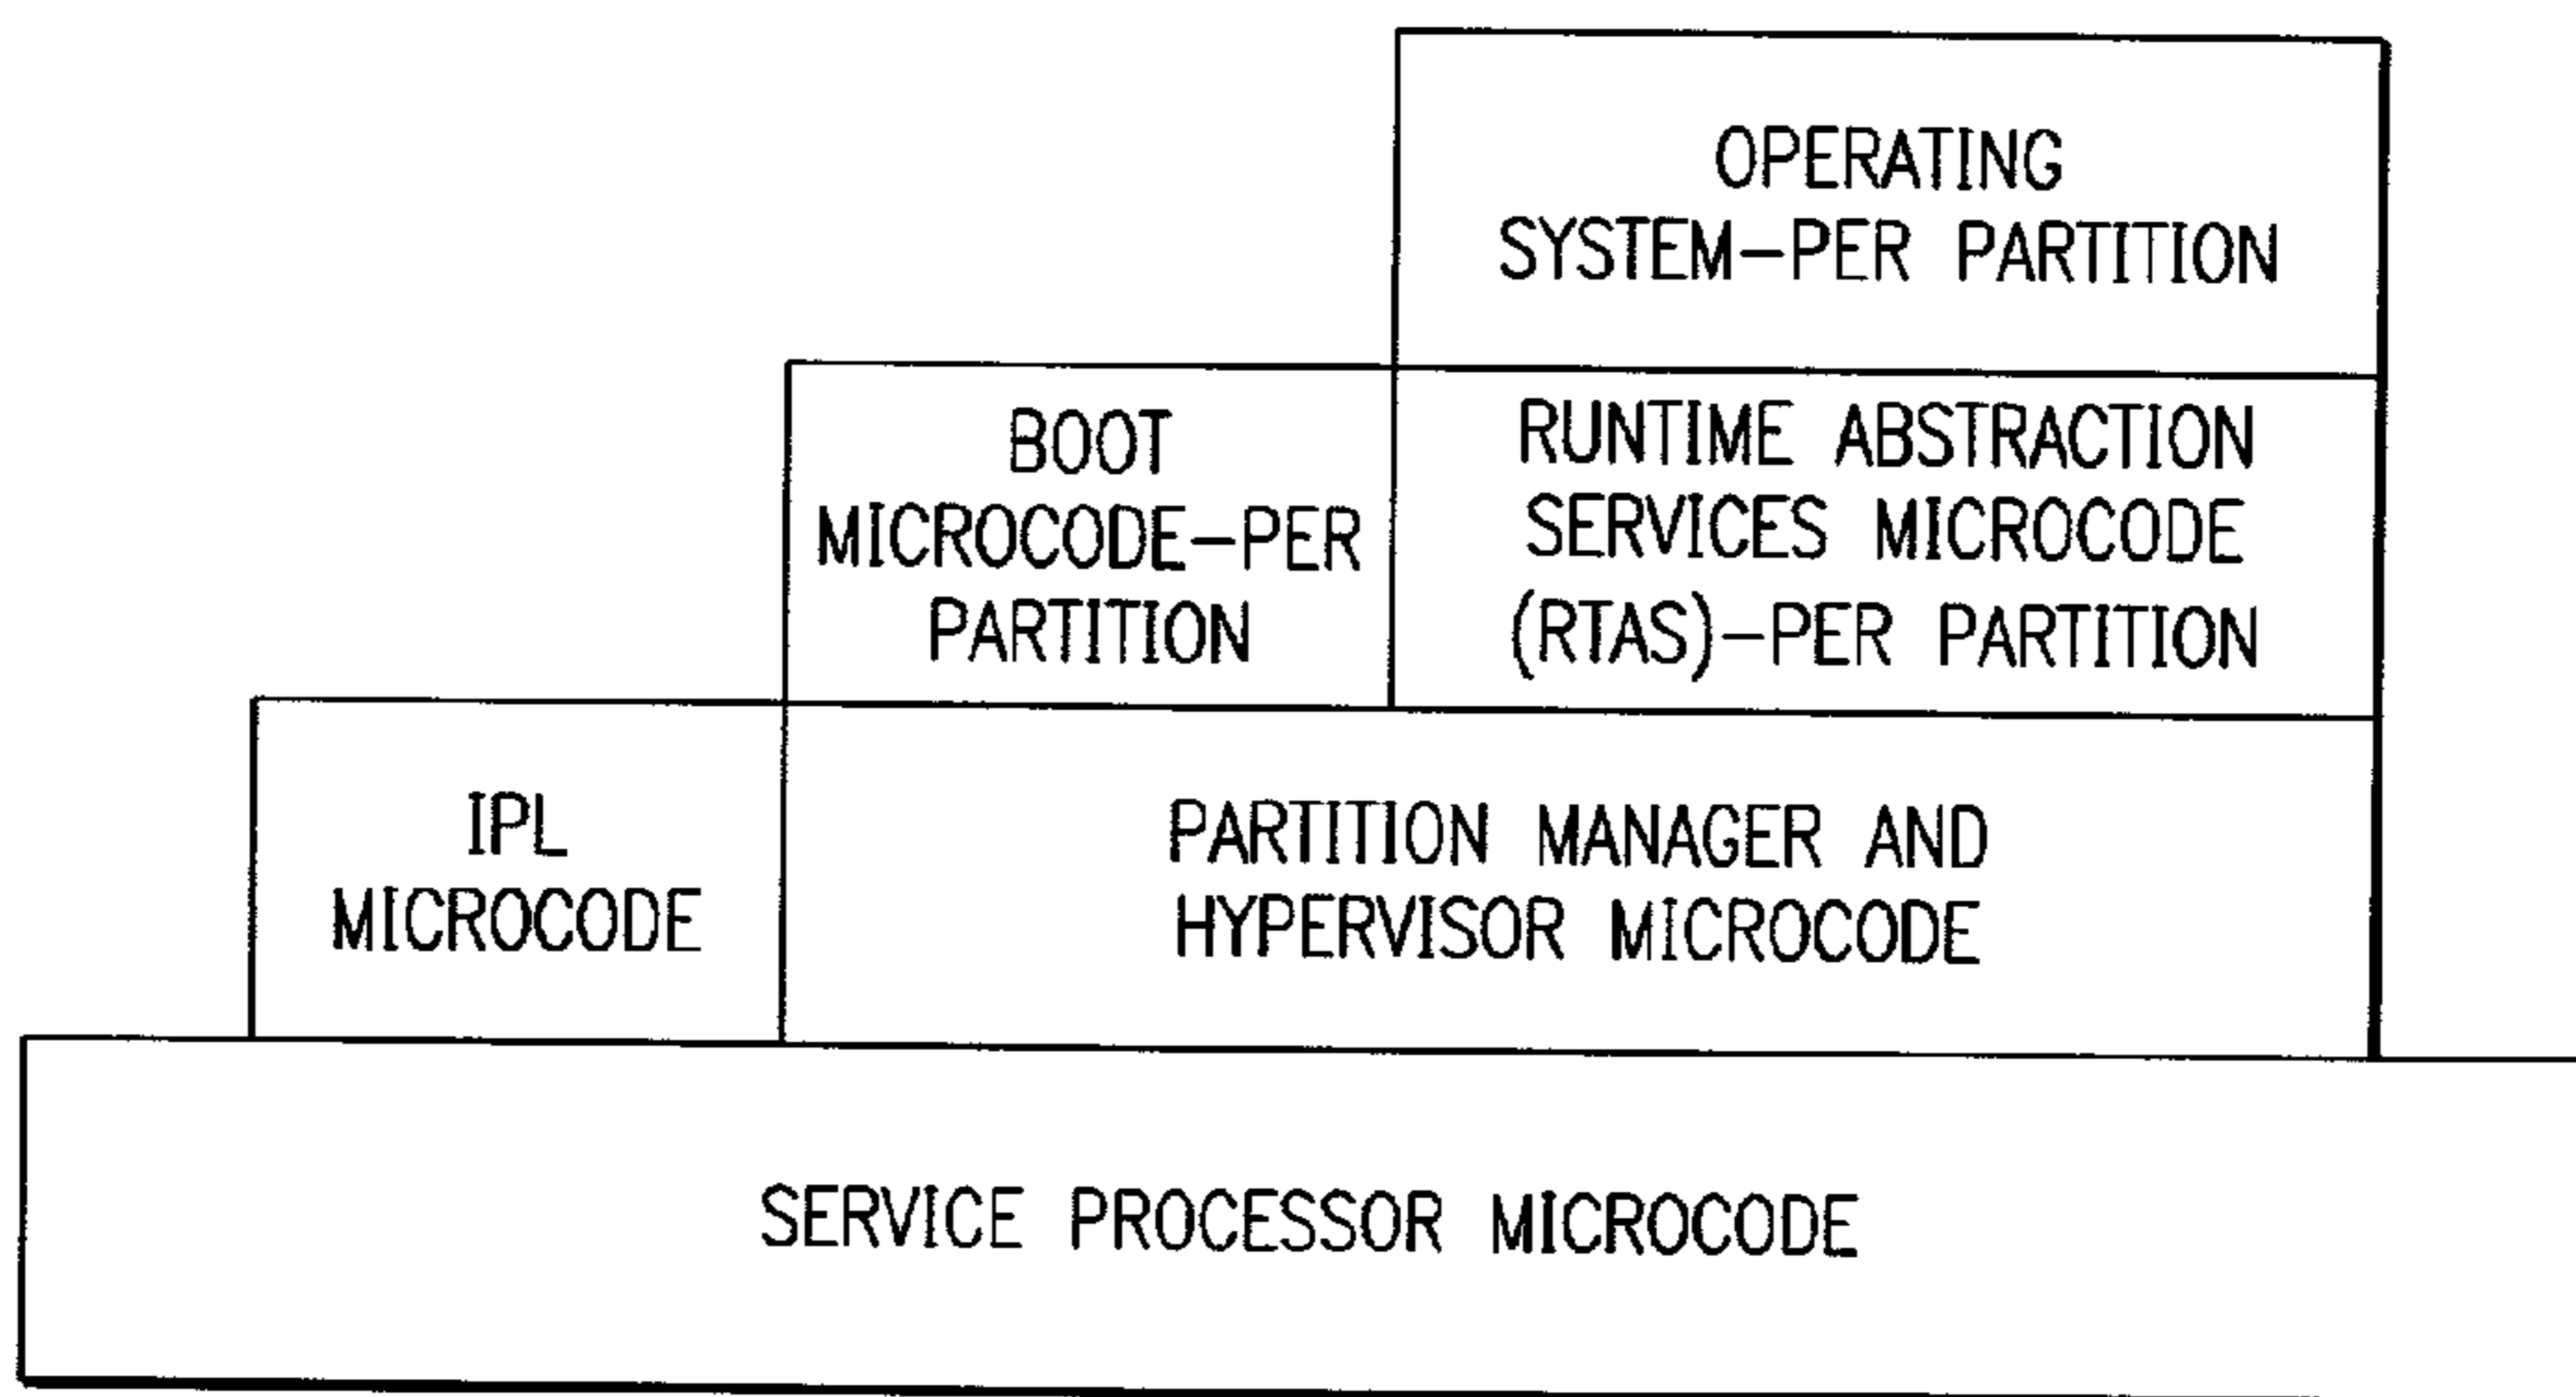 OPERATING
SYSTEM-PER PARTITION
BOOT
MICROCODE-PER
PARTITION
RUNTIME ABSTRACTION
SERVICES MICROCODE
(RTAS)-PER PARTITION
IPL
MICROCODE
PARTITION MANAGER AND
HYPERVISOR MICROCODE
SERVICE PROCESSOR MICROCODE